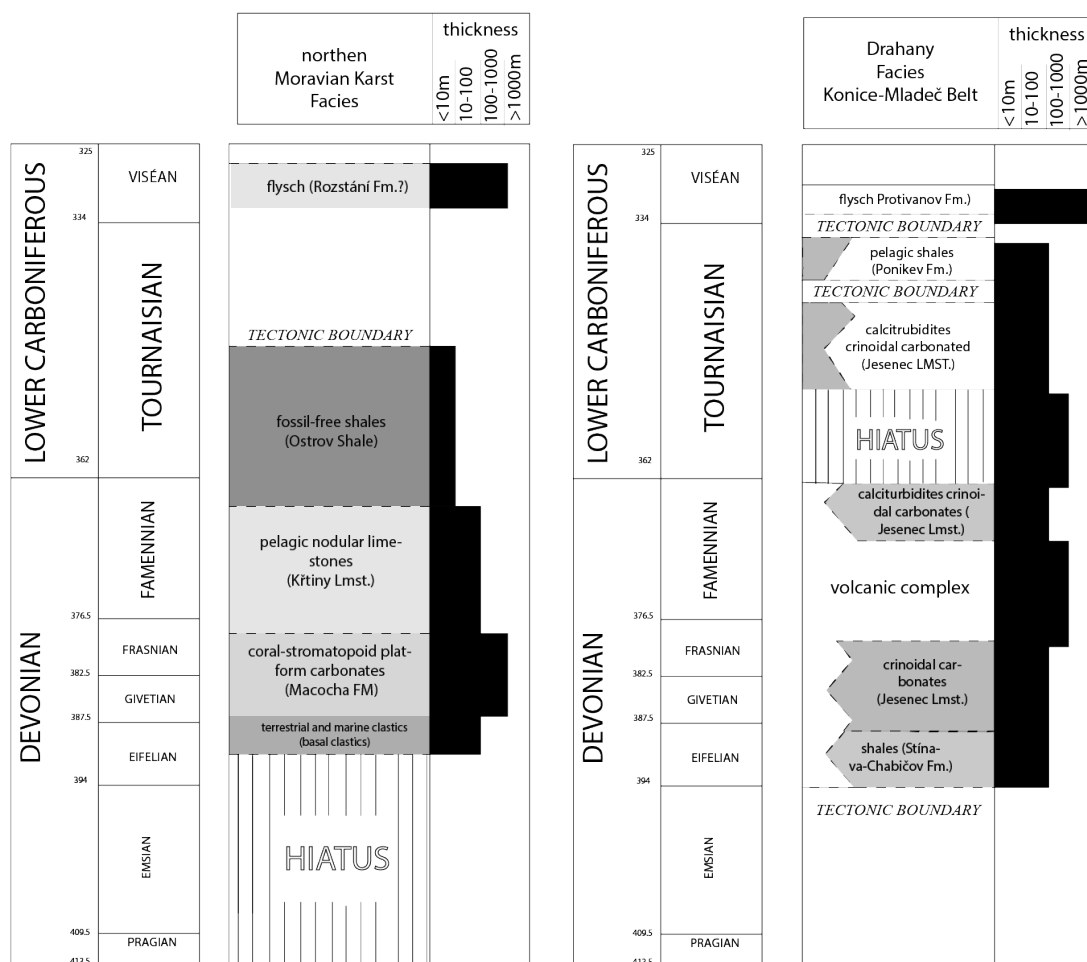 northen
Moravian Karst
Facies
thickness
<10m
10-100
100-1000
>1000m
LOWER CARBONIFEROUS
DEVONIAN
325
VISÉAN
334
TOURNAISIAN
362
FAMENNIAN
376.5
FRASNIAN
382.5
GIVETIAN
387.5
EIFELIAN
394
EMSIAN
409.5
PRAGIAN
flysch (Rozstání Fm.?)
TECTONIC BOUNDARY
fossil-free shales
(Ostrov Shale)
pelagic nodular lime-
stones
(Křtiny Lmst.)
coral-stromatopoid plat-
form carbonates
(Macocha FM)
terrestrial and marine clastics
(basal clastics)
HIATUS
Drahany
Facies
Konice-Mladeč Belt
thickness
<10m
10-100
100-1000
>1000m
LOWER CARBONIFEROUS
DEVONIAN
325
VISÉAN
334
TOURNAISIAN
362
FAMENNIAN
376.5
FRASNIAN
382.5
GIVETIAN
387.5
EIFELIAN
394
EMSIAN
409.5
PRAGIAN
flysch Protivanov Fm.)
TECTONIC BOUNDARY
pelagic shales
(Ponikev Fm.)
TECTONIC BOUNDARY
calcitrubidites
crinoidal carbonated
(Jesenec LMST.)
HIATUS
calciturbidites crinoi-
dal carbonates (
Jesenec Lmst.)
volcanic complex
crinoidal car-
bonates
(Jesenec Lmst.)
shales (Stína-
va-Chabičov Fm.)
TECTONIC BOUNDARY